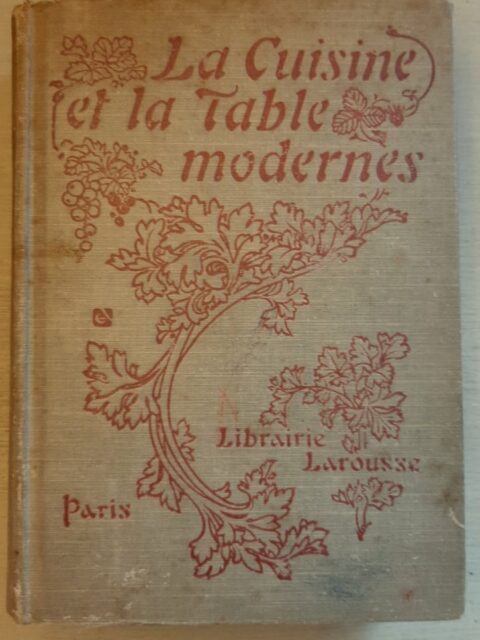 La Cuisine
et la Table
modernes
Librairie
Larousse
Paris